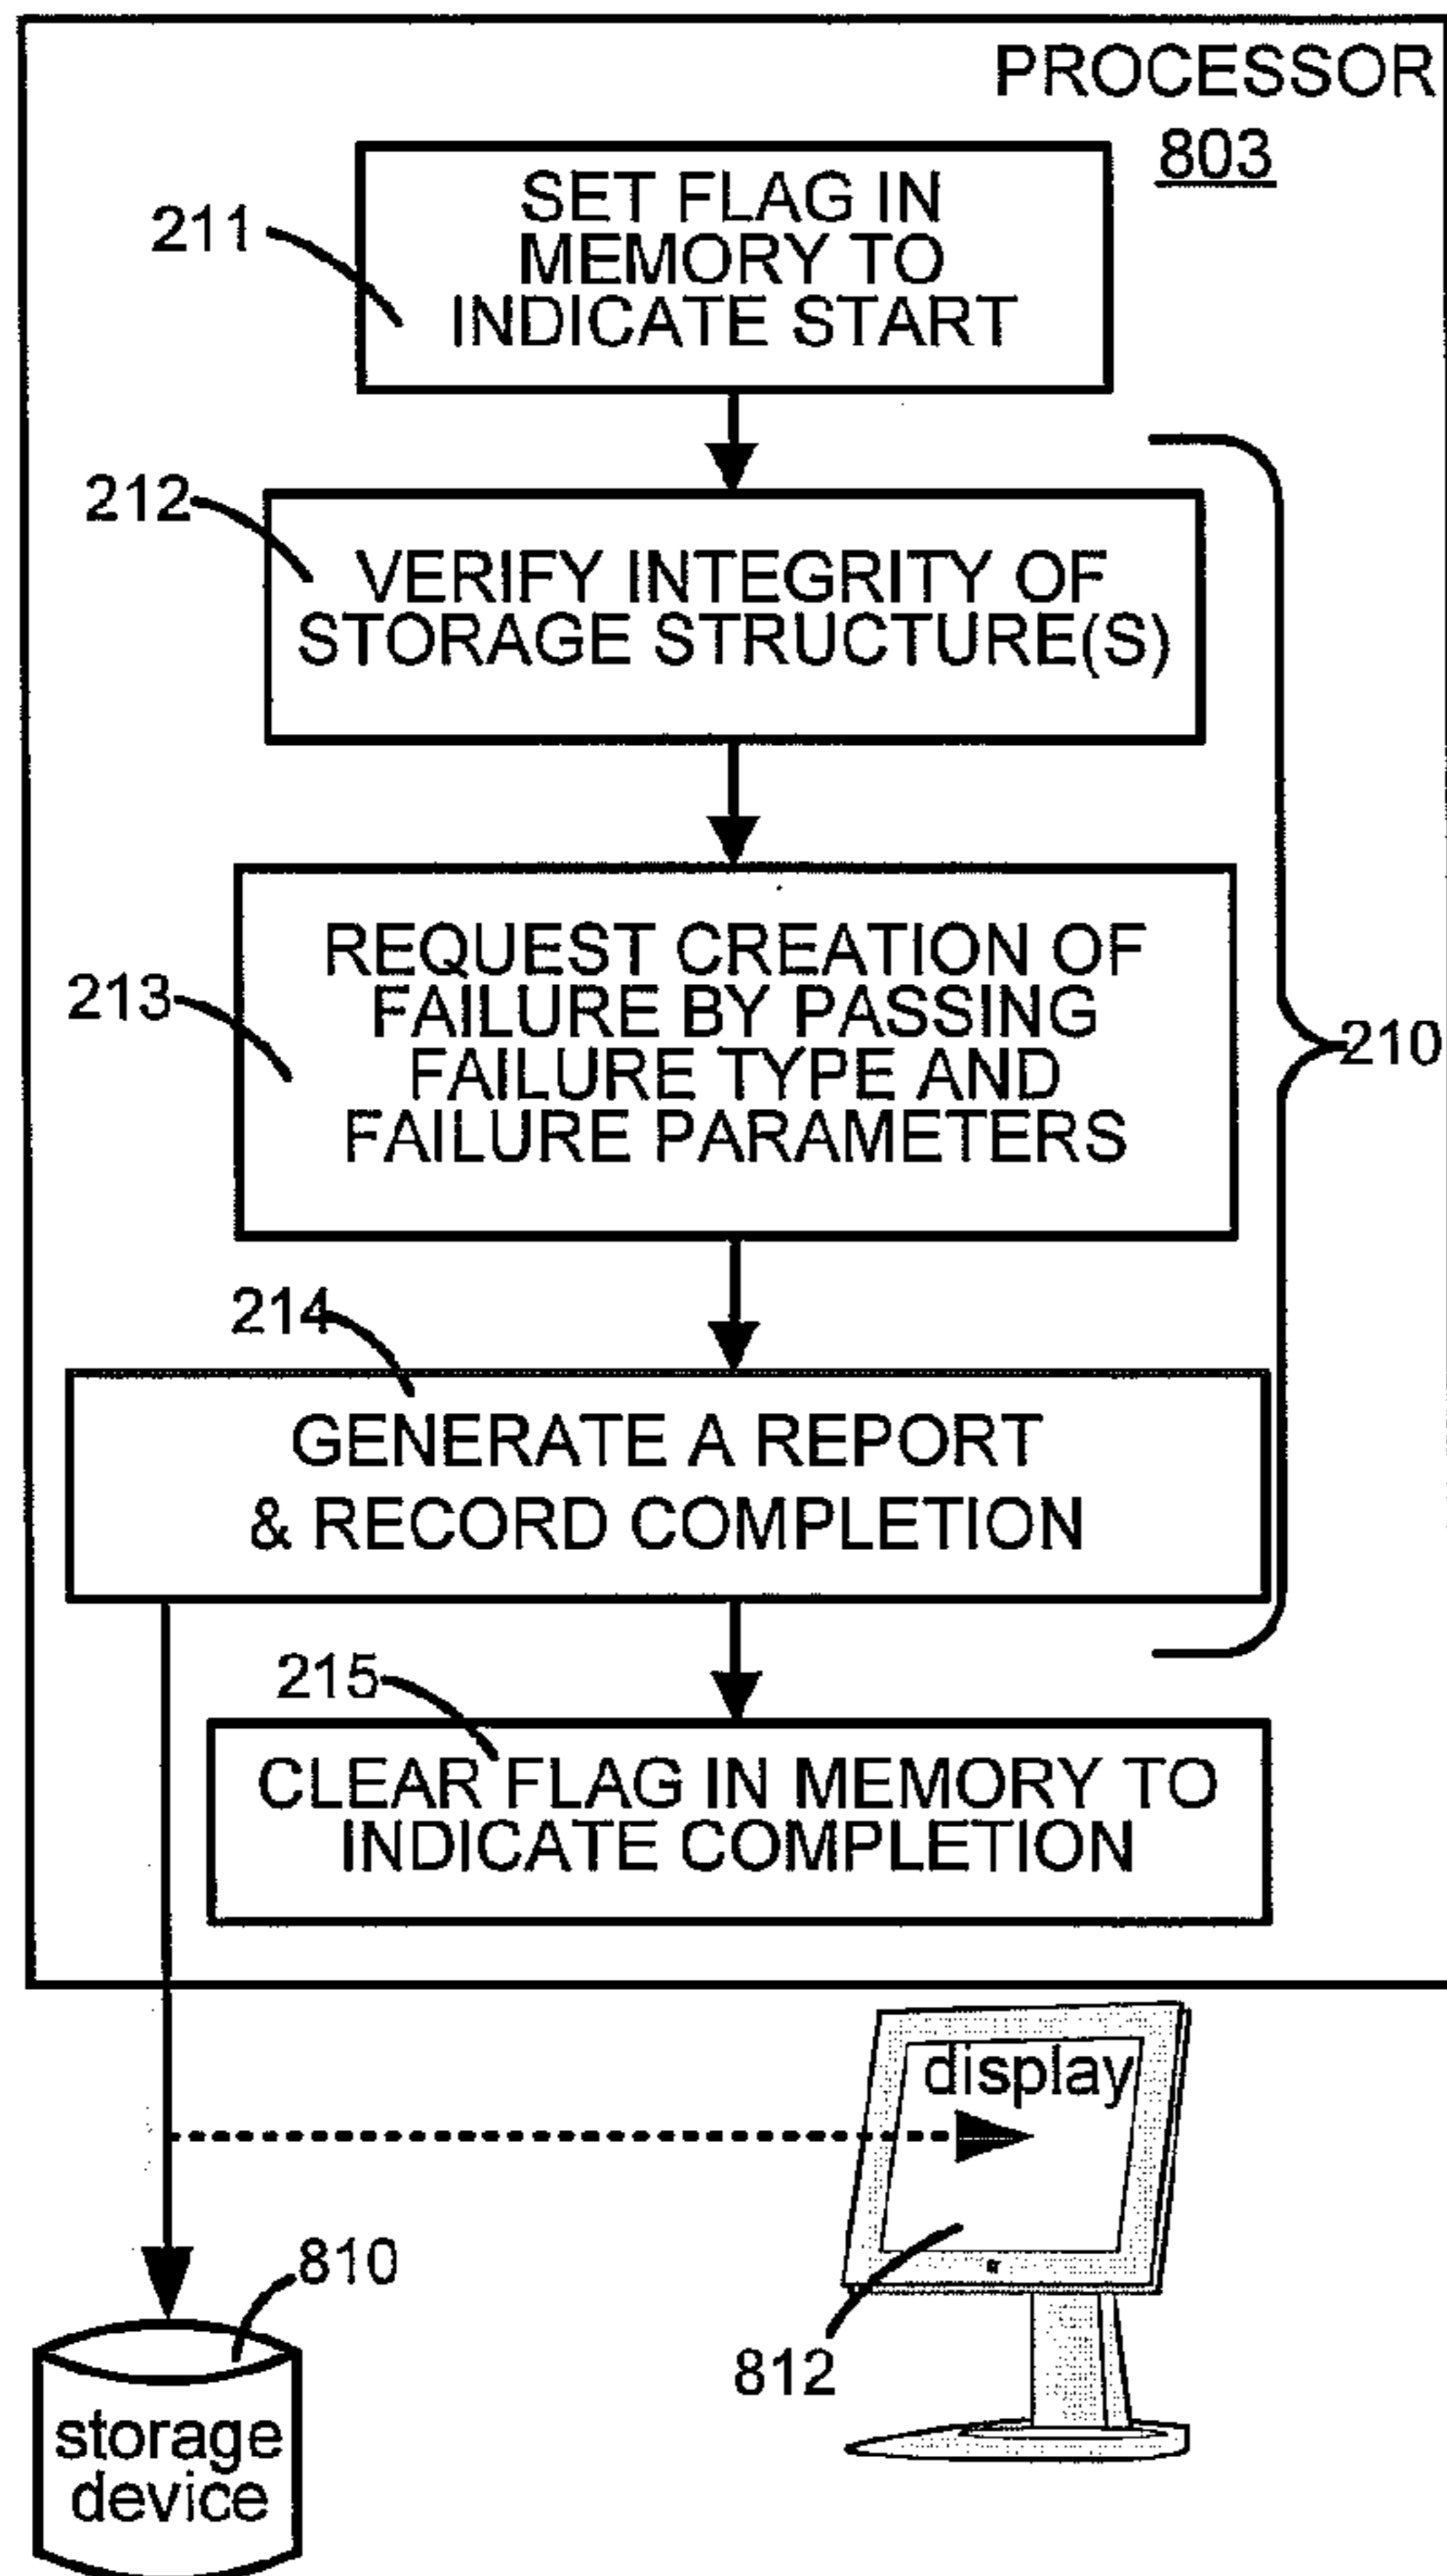 PROCESSOR
803
211
SET FLAG IN
MEMORY TO
INDICATE START
212
VERIFY INTEGRITY OF
STORAGE STRUCTURE(S)
213
REQUEST CREATION OF
FAILURE BY PASSING
FAILURE TYPE AND
FAILURE PARAMETERS
210
214
GENERATE A REPORT
& RECORD COMPLETION
215
CLEAR FLAG IN MEMORY TO
INDICATE COMPLETION
display
810
812
storage
device